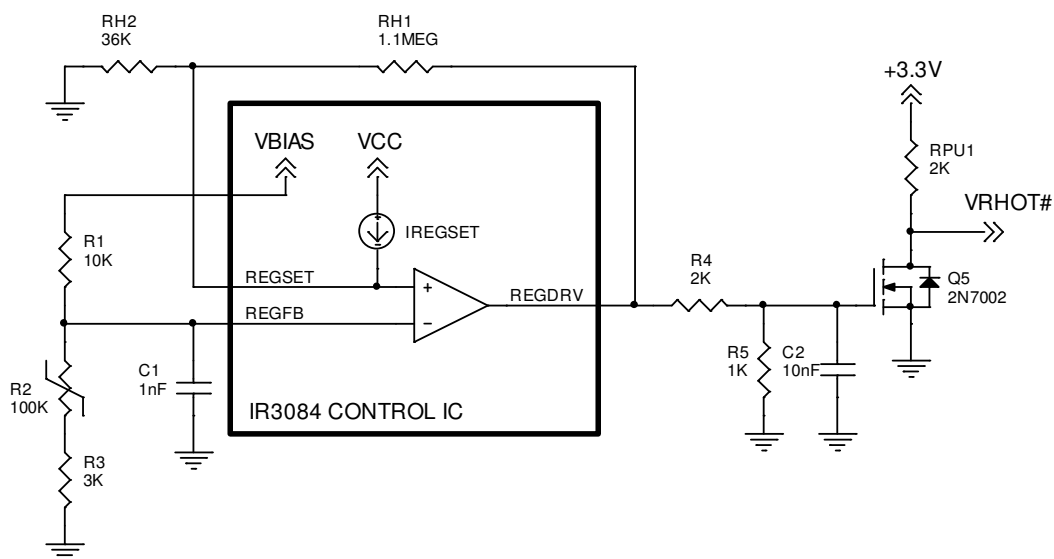 RH2
36K
RH1
1.1MEG
+3.3V
VBIAS
VCC
RPU1
2K
VRHOT#
R1
10K
IREGSET
REGSET
+
R4
2K
Q5
2N7002
REGDRV
REGFB
−
R2
100K
C1
1nF
R5
1K
C2
10nF
IR3084 CONTROL IC
R3
3K